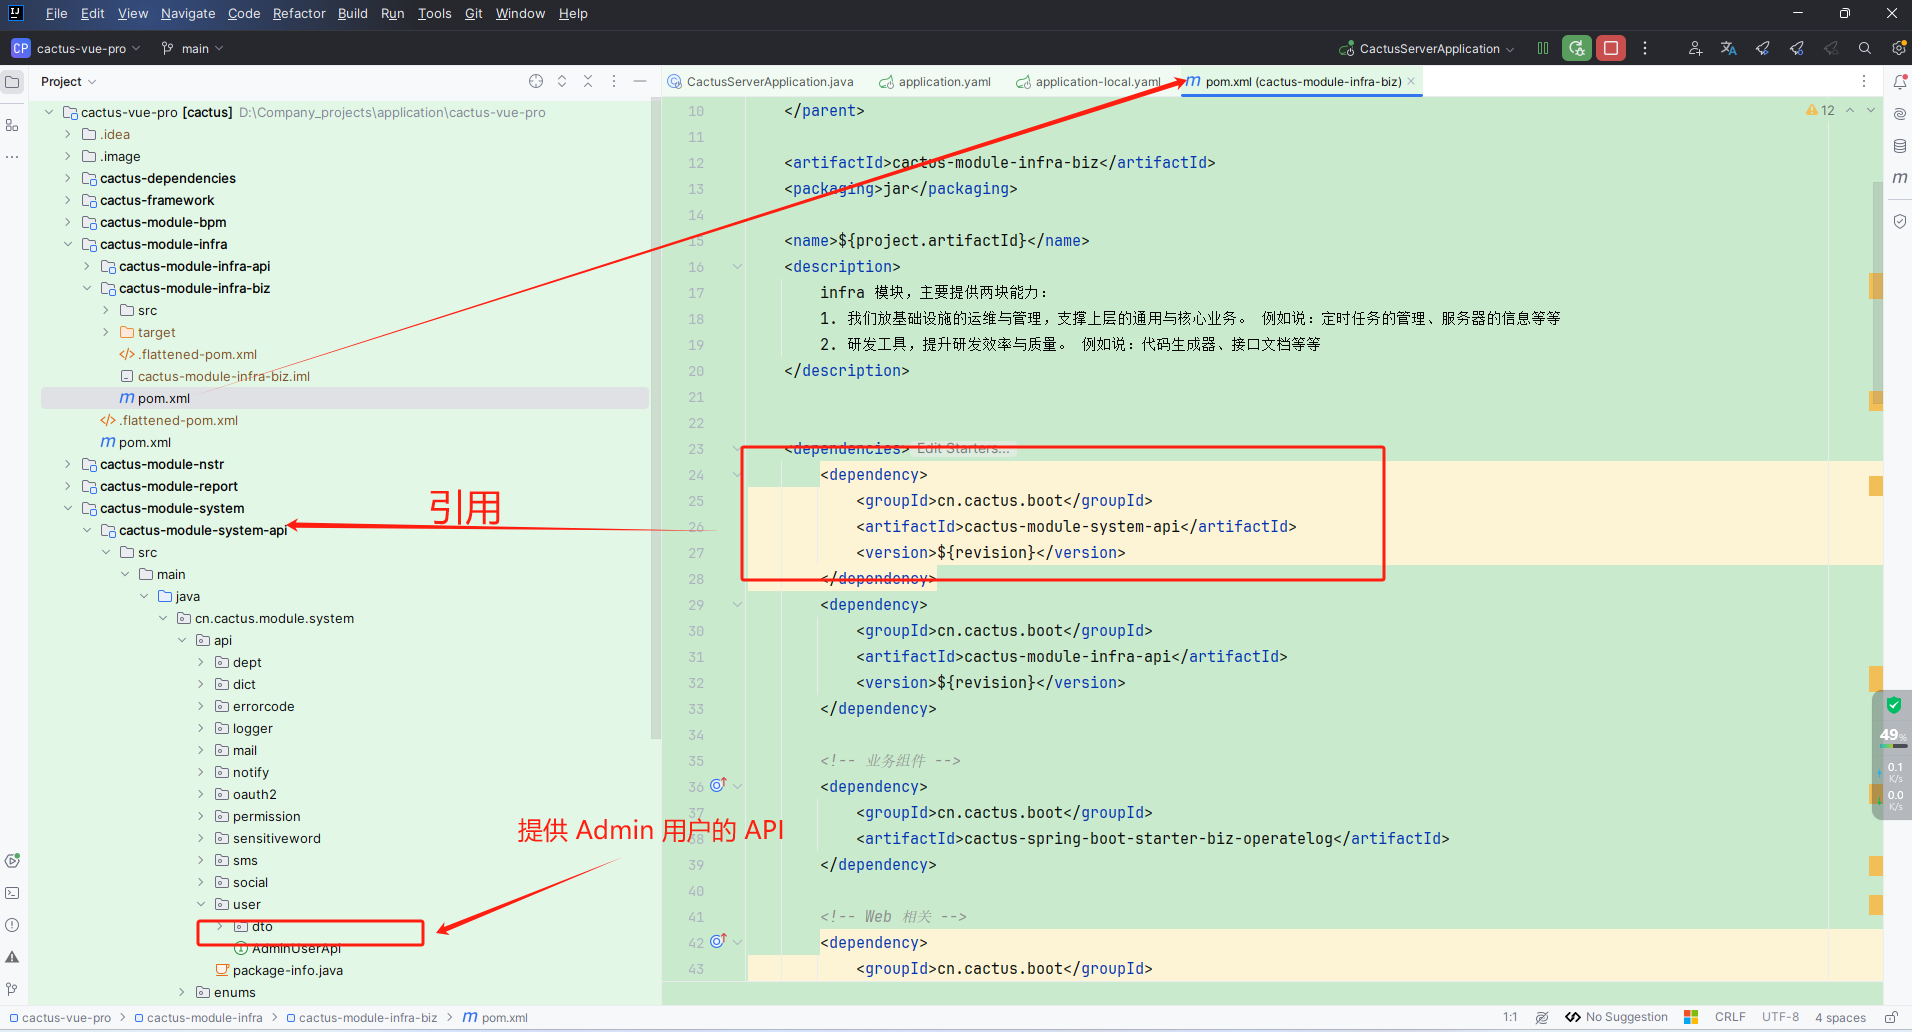 File Edit View Navigate Code Refactor Build Run Tools Git Window Help
CP cactus-vue-pro main CactusServerApplication
Project
CactusServerApplication.java application.yaml application-local.yaml pom.xml (cactus-module-infra-biz)
cactus-vue-pro [cactus] D:\Company_projects\application\cactus-vue-pro
.idea
.image
cactus-dependencies
cactus-framework
cactus-module-bpm
cactus-module-infra
cactus-module-infra-api
cactus-module-infra-biz
src
target
.flattened-pom.xml
cactus-module-infra-biz.iml
pom.xml
.flattened-pom.xml
pom.xml
cactus-module-nstr
cactus-module-report
cactus-module-system
cactus-module-system-api
src
main
java
cn.cactus.module.system
api
dept
dict
errorcode
logger
mail
notify
oauth2
permission
sensitiveword
sms
social
user
dto
AdminUserApi
package-info.java
enums
引用
提供 Admin 用户的 API
12
10 </parent>
11
12 <artifactId>cactus-module-infra-biz</artifactId>
13 <packaging>jar</packaging>
14
15 <name>${project.artifactId}</name>
16 <description>
17 infra 模块，主要提供两块能力：
18 1. 我们放基础设施的运维与管理，支撑上层的通用与核心业务。 例如说：定时任务的管理、服务器的信息等等
19 2. 研发工具，提升研发效率与质量。 例如说：代码生成器、接口文档等等
20 </description>
21
22
23 <dependencies> Edit Starters...
24 <dependency>
25 <groupId>cn.cactus.boot</groupId>
26 <artifactId>cactus-module-system-api</artifactId>
27 <version>${revision}</version>
28 </dependency>
29 <dependency>
30 <groupId>cn.cactus.boot</groupId>
31 <artifactId>cactus-module-infra-api</artifactId>
32 <version>${revision}</version>
33 </dependency>
34
35 <!-- 业务组件 -->
36 <dependency>
37 <groupId>cn.cactus.boot</groupId>
38 <artifactId>cactus-spring-boot-starter-biz-operatelog</artifactId>
39 </dependency>
40
41 <!-- Web 相关 -->
42 <dependency>
43 <groupId>cn.cactus.boot</groupId>
49%
0.1
K/s
0.0
K/s
cactus-vue-pro > cactus-module-infra > cactus-module-infra-biz > pom.xml 1:1 No Suggestion CRLF UTF-8 4 spaces